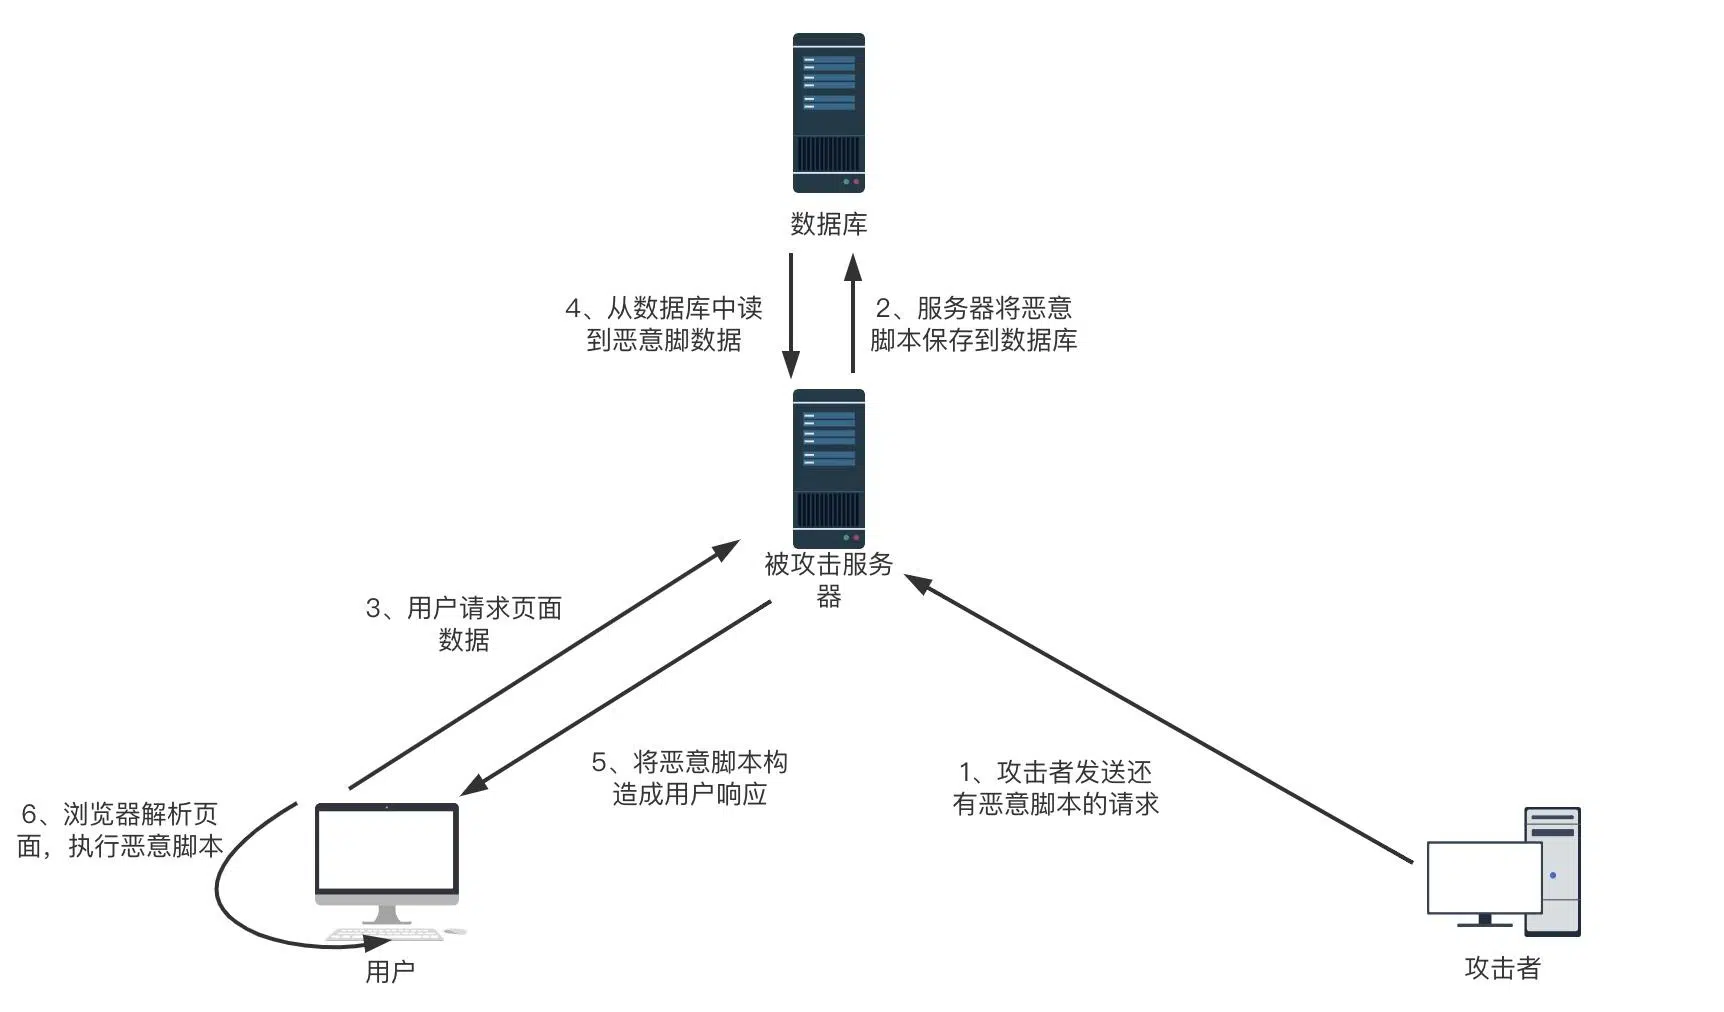 数据库
4、从数据库中读
到恶意脚数据
2、服务器将恶意
脚本保存到数据库
被攻击服务
器
3、用户请求页面
数据
5、将恶意脚本构
造成用户响应
1、攻击者发送还
有恶意脚本的请求
6、浏览器解析页
面，执行恶意脚本
用户
攻击者